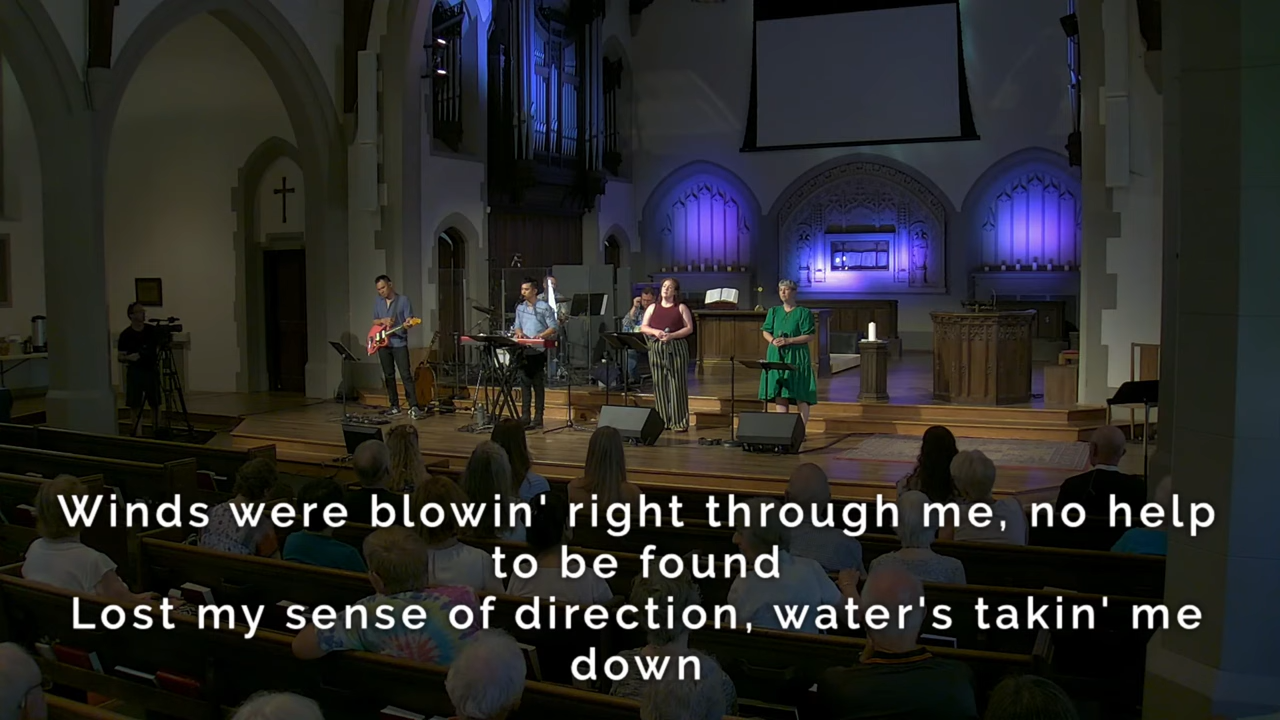 Winds were blowin' right through me, no help
to be found
Lost my sense of direction, water's takin' me
down